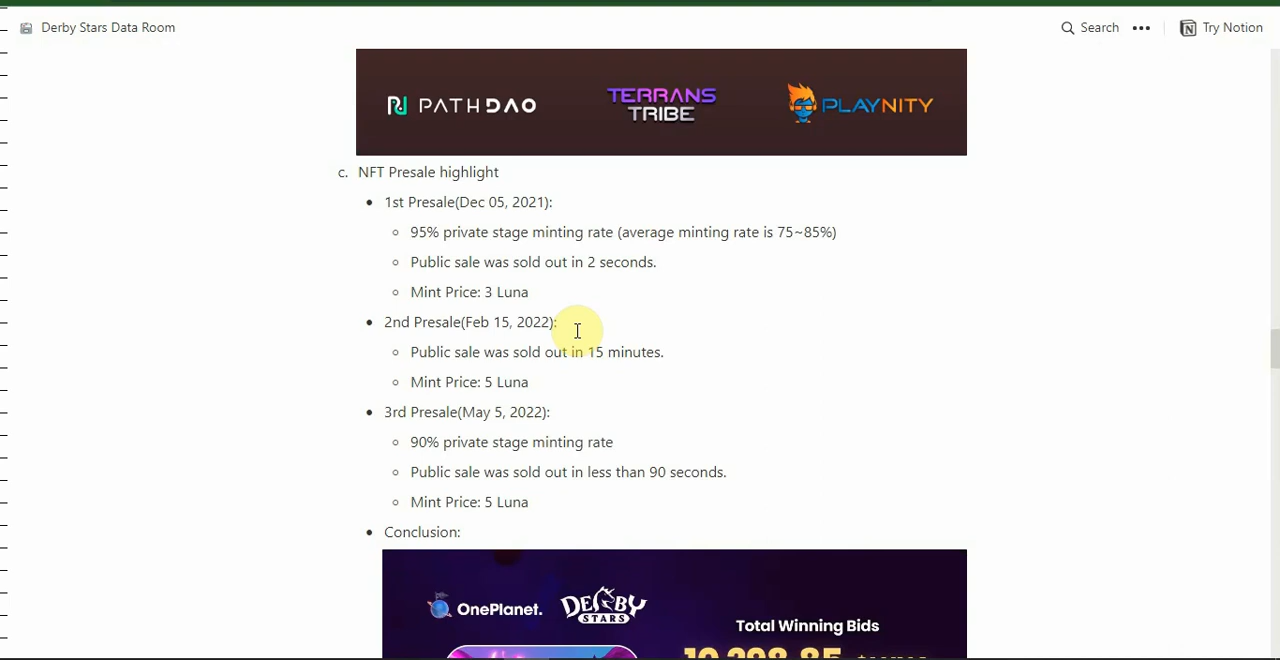 Derby Stars Data Room
Search ••• Try Notion
PATHDAO TERRANS TRIBE PLAYNITY
c. NFT Presale highlight
• 1st Presale(Dec 05, 2021):
◦ 95% private stage minting rate (average minting rate is 75~85%)
◦ Public sale was sold out in 2 seconds.
◦ Mint Price: 3 Luna
• 2nd Presale(Feb 15, 2022):
◦ Public sale was sold out in 15 minutes.
◦ Mint Price: 5 Luna
• 3rd Presale(May 5, 2022):
◦ 90% private stage minting rate
◦ Public sale was sold out in less than 90 seconds.
◦ Mint Price: 5 Luna
• Conclusion:
OnePlanet. DERBY STARS
Total Winning Bids